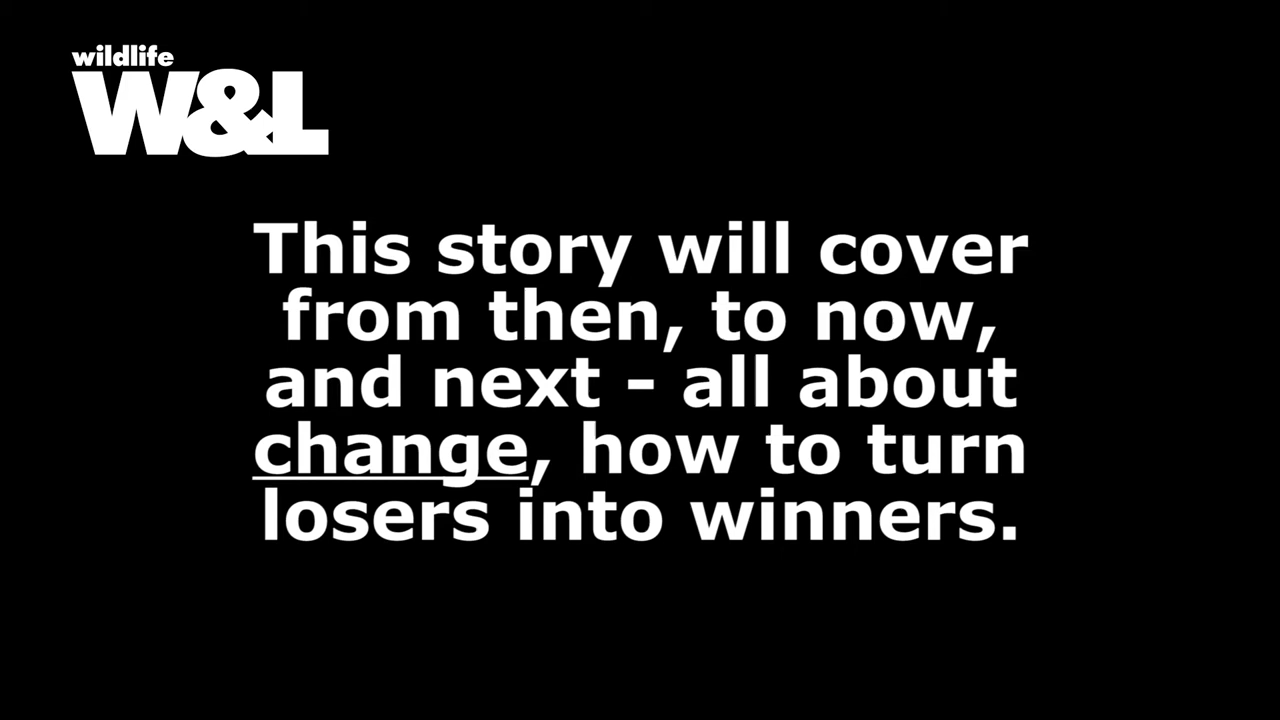 wildlife
W&L
This story will cover
from then, to now,
and next - all about
change, how to turn
losers into winners.